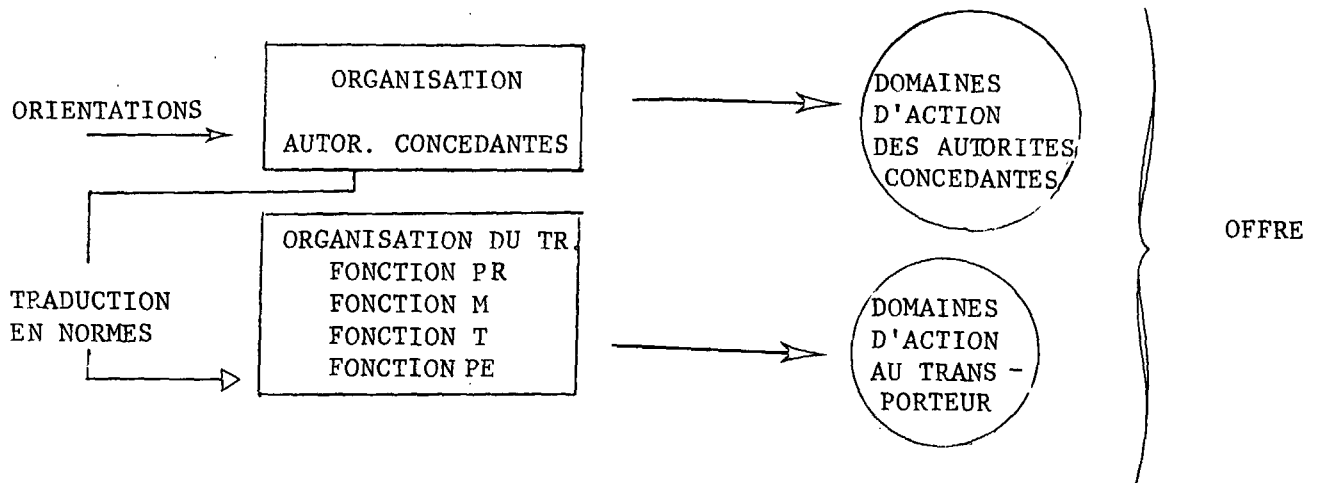 ORIENTATIONS
ORGANISATION
AUTOR. CONCEDANTES
DOMAINES
D'ACTION
DES AUTORITES
CONCEDANTES
TRADUCTION
EN NORMES
ORGANISATION DU TR.
FONCTION PR
FONCTION M
FONCTION T
FONCTION PE
DOMAINES
D'ACTION
AU TRANS -
PORTEUR
OFFRE